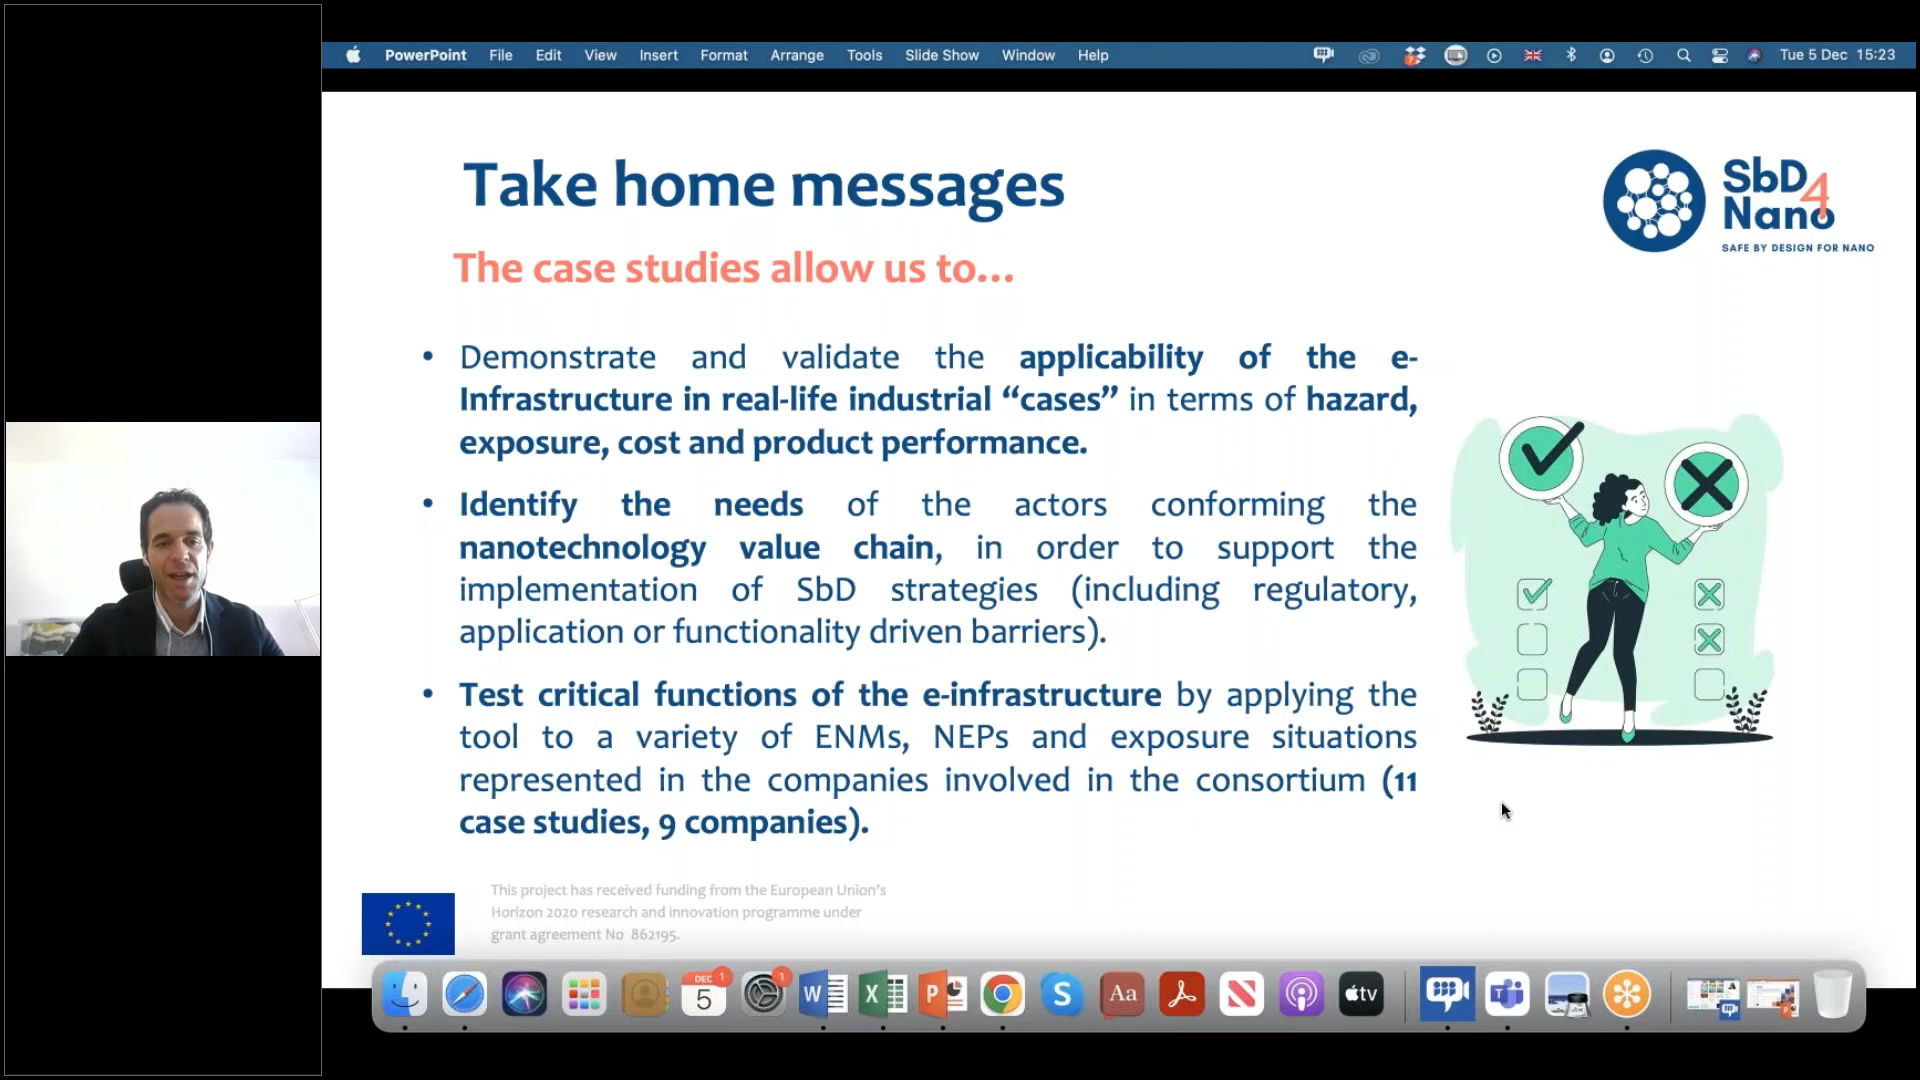 PowerPoint File Edit View Insert Format Arrange Tools Slide Show Window Help Tue 5 Dec 15:23
Take home messages
SbD4
Nano
SAFE BY DESIGN FOR NANO
The case studies allow us to...
• Demonstrate and validate the applicability of the e-
Infrastructure in real-life industrial “cases” in terms of hazard,
exposure, cost and product performance.
• Identify the needs of the actors conforming the
nanotechnology value chain, in order to support the
implementation of SbD strategies (including regulatory,
application or functionality driven barriers).
• Test critical functions of the e-infrastructure by applying the
tool to a variety of ENMs, NEPs and exposure situations
represented in the companies involved in the consortium (11
case studies, 9 companies).
This project has received funding from the European Union’s
Horizon 2020 research and innovation programme under
grant agreement No 862195.
DEC 1 1
5 W X P S Aa tv T